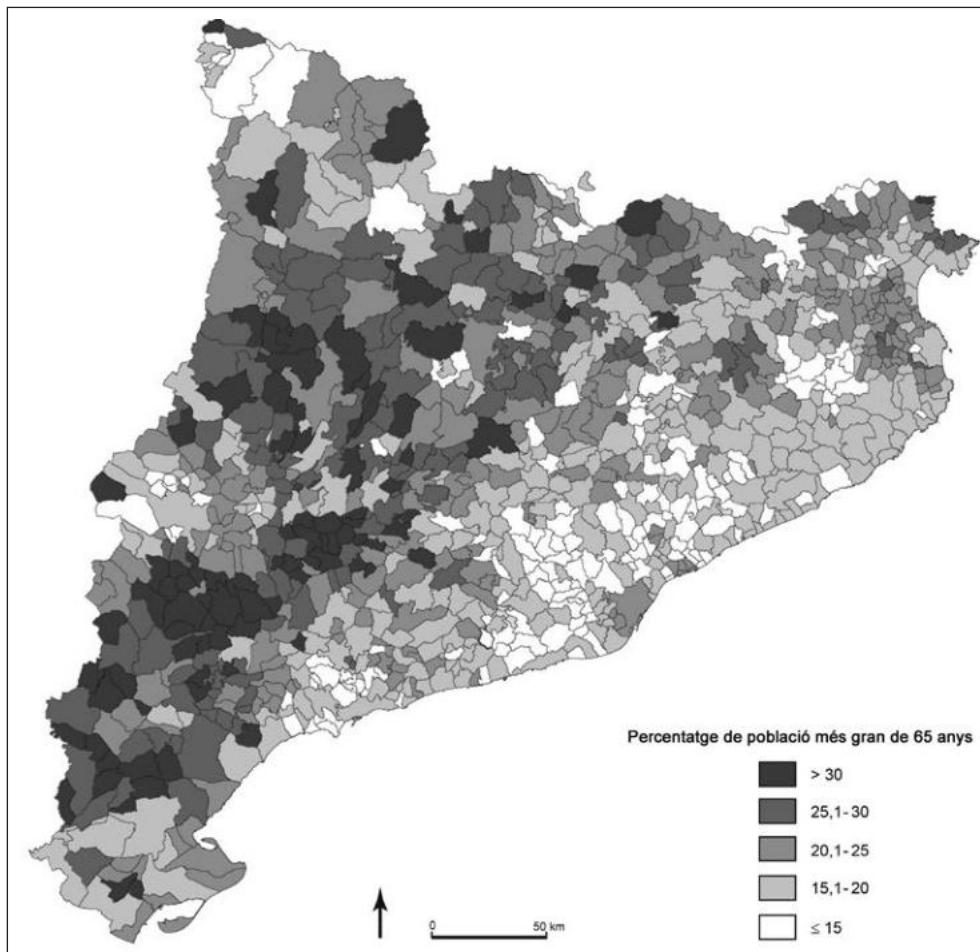 Percentatge de població més gran de 65 anys
> 30
25,1- 30
20,1- 25
15,1- 20
≤ 15
0 50 km